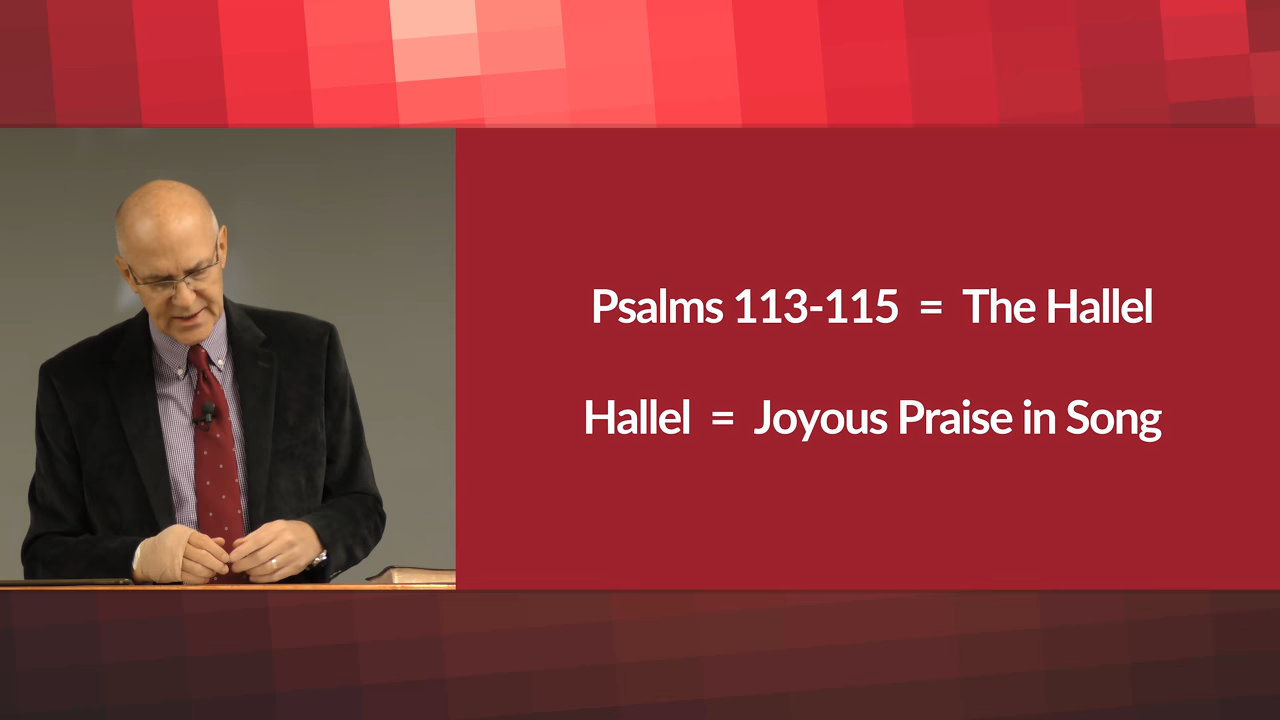 Psalms 113-115 = The Hallel
Hallel = Joyous Praise in Song